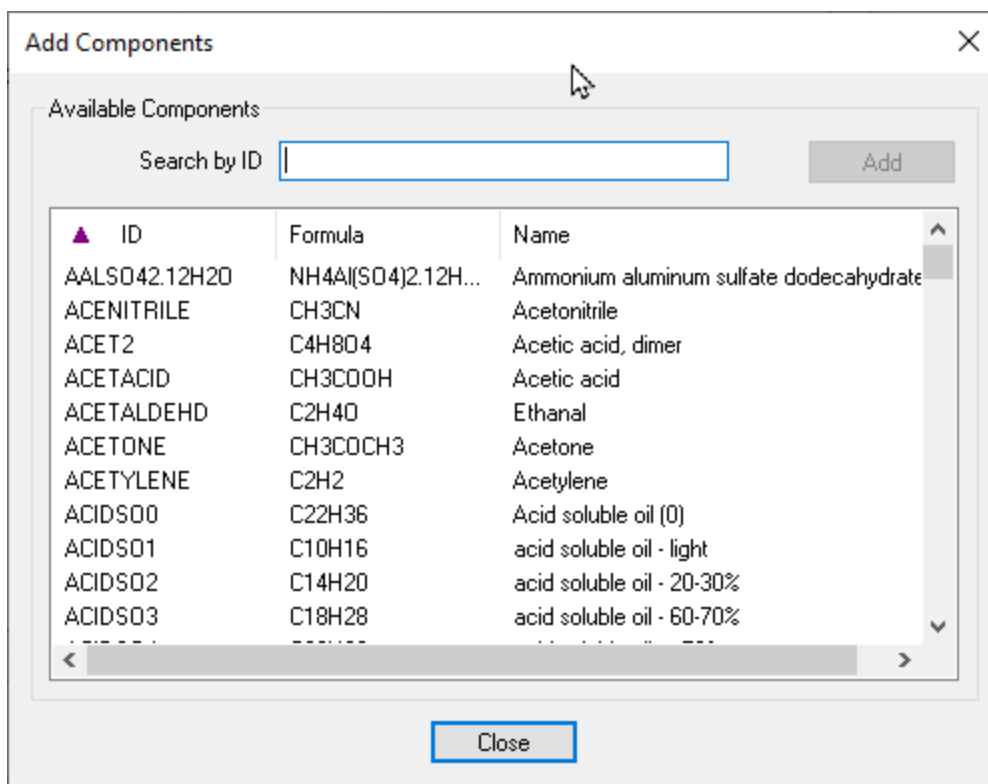 Add Components
Available Components
Search by ID
Add
ID Formula Name
AALSO42.12H2O NH4Al(SO4)2.12H... Ammonium aluminum sulfate dodecahydrate
ACENITRILE CH3CN Acetonitrile
ACET2 C4H8O4 Acetic acid, dimer
ACETACID CH3COOH Acetic acid
ACETALDEHD C2H4O Ethanal
ACETONE CH3COCH3 Acetone
ACETYLENE C2H2 Acetylene
ACIDSO0 C22H36 Acid soluble oil (0)
ACIDSO1 C10H16 acid soluble oil - light
ACIDSO2 C14H20 acid soluble oil - 20-30%
ACIDSO3 C18H28 acid soluble oil - 60-70%
Close